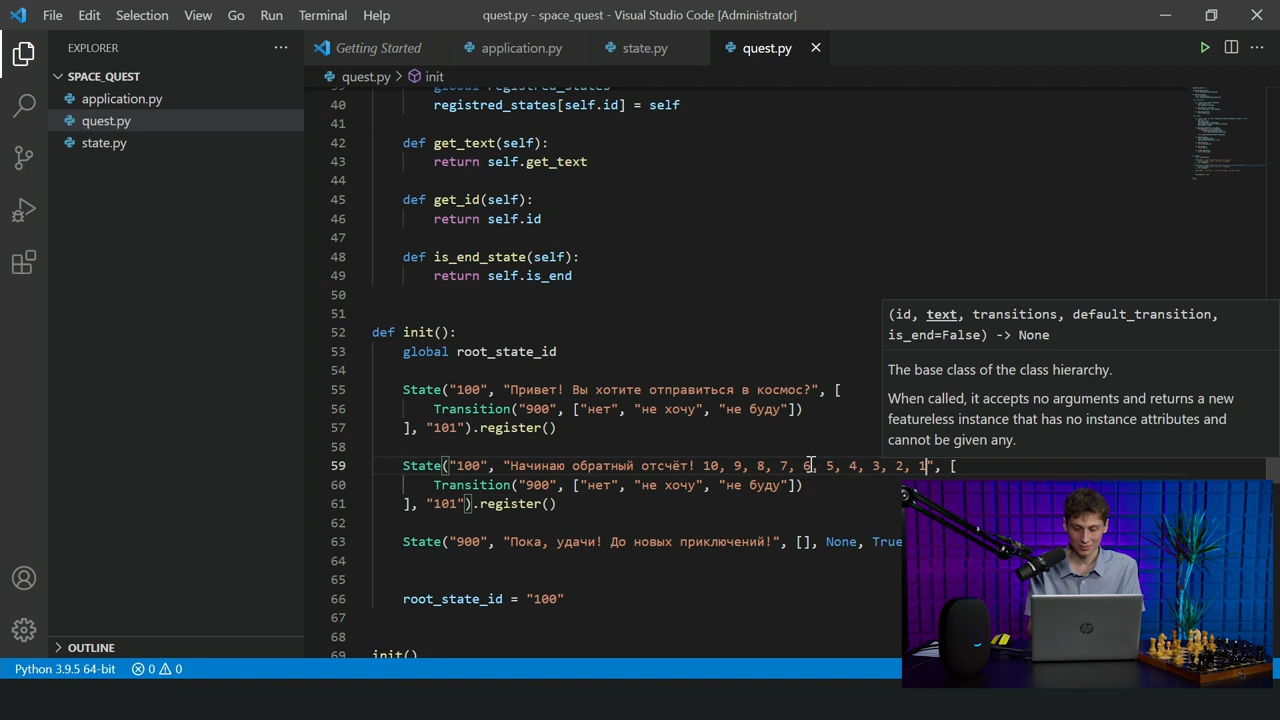 File Edit Selection View Go Run Terminal Help
quest.py - space_quest - Visual Studio Code [Administrator]
EXPLORER
SPACE_QUEST
application.py
quest.py
state.py
OUTLINE
Getting Started application.py state.py quest.py
quest.py > init
39 global registred_states
40 registred_states[self.id] = self
41
42 def get_text(self):
43 return self.get_text
44
45 def get_id(self):
46 return self.id
47
48 def is_end_state(self):
49 return self.is_end
50
51
52 def init():
53 global root_state_id
54
55 State("100", "Привет! Вы хотите отправиться в космос?", [
56 Transition("900", ["нет", "не хочу", "не буду"])
57 ], "101").register()
58
59 State("100", "Начинаю обратный отсчёт! 10, 9, 8, 7, 6, 5, 4, 3, 2, 1", [
60 Transition("900", ["нет", "не хочу", "не буду"])
61 ], "101").register()
62
63 State("900", "Пока, удачи! До новых приключений!", [], None, True
64
65
66 root_state_id = "100"
67
68
69 init()
(id, text, transitions, default_transition,
is_end=False) -> None
The base class of the class hierarchy.
When called, it accepts no arguments and returns a new
featureless instance that has no instance attributes and
cannot be given any.
hp
Python 3.9.5 64-bit 0 0